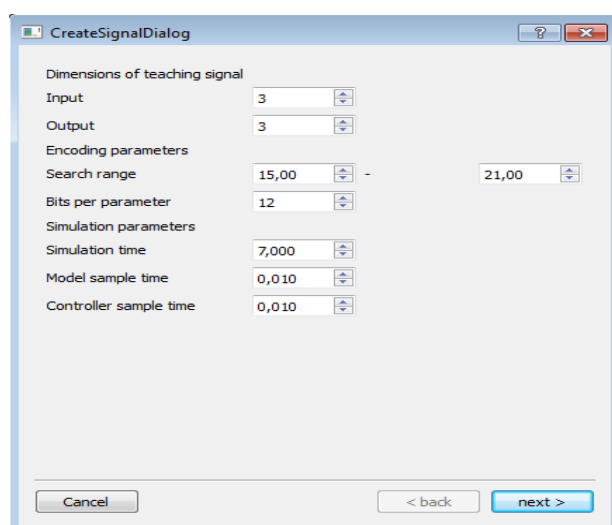 CreateSignalDialog
Dimensions of teaching signal
Input 3
Output 3
Encoding parameters
Search range 15,00 - 21,00
Bits per parameter 12
Simulation parameters
Simulation time 7,000
Model sample time 0,010
Controller sample time 0,010
Cancel < back next >